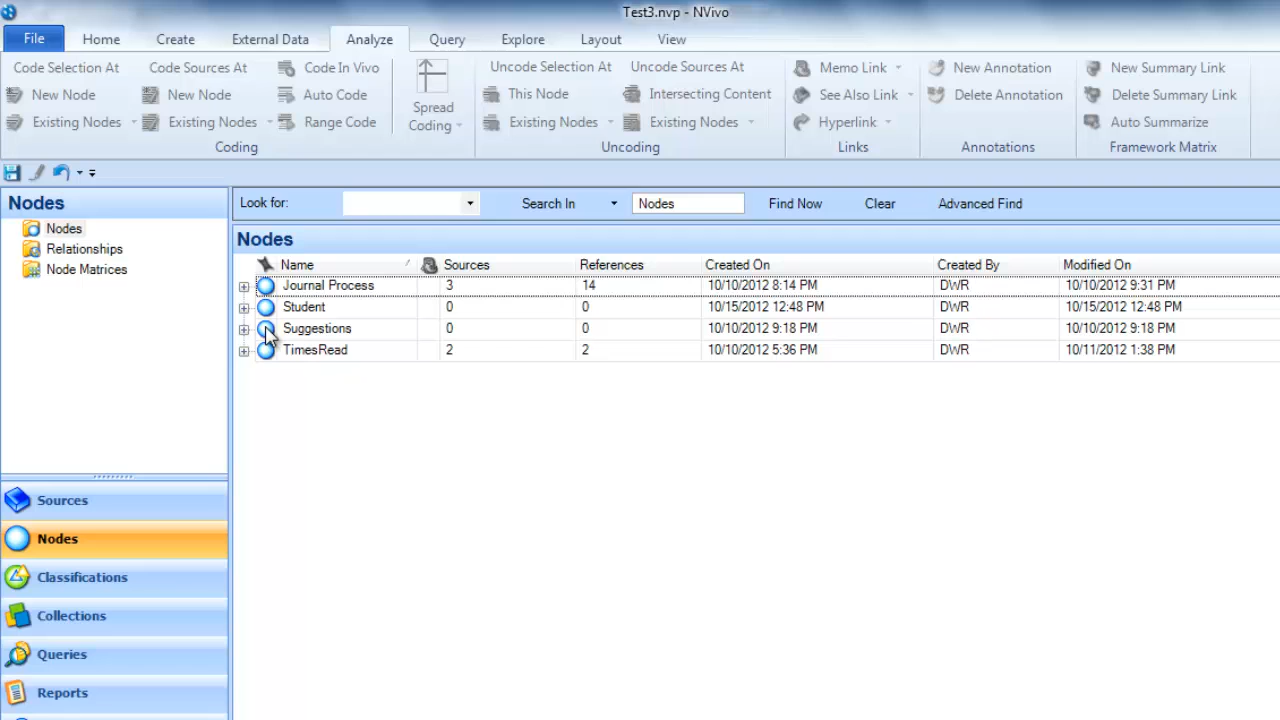 Test3.nvp - NVivo
File Home Create External Data Analyze Query Explore Layout View
Code Selection At Code Sources At Code In Vivo Uncode Selection At Uncode Sources At Memo Link New Annotation New Summary Link
New Node New Node Auto Code Spread Coding This Node Intersecting Content See Also Link Delete Annotation Delete Summary Link
Existing Nodes Existing Nodes Range Code Existing Nodes Existing Nodes Hyperlink Auto Summarize
Coding Uncoding Links Annotations Framework Matrix
Nodes
Nodes
Relationships
Node Matrices
Sources
Nodes
Classifications
Collections
Queries
Reports
Look for: Search In Nodes Find Now Clear Advanced Find
Nodes
Name Sources References Created On Created By Modified On
Journal Process 3 14 10/10/2012 8:14 PM DWR 10/10/2012 9:31 PM
Student 0 0 10/15/2012 12:48 PM DWR 10/15/2012 12:48 PM
Suggestions 0 0 10/10/2012 9:18 PM DWR 10/10/2012 9:18 PM
TimesRead 2 2 10/10/2012 5:36 PM DWR 10/11/2012 1:38 PM